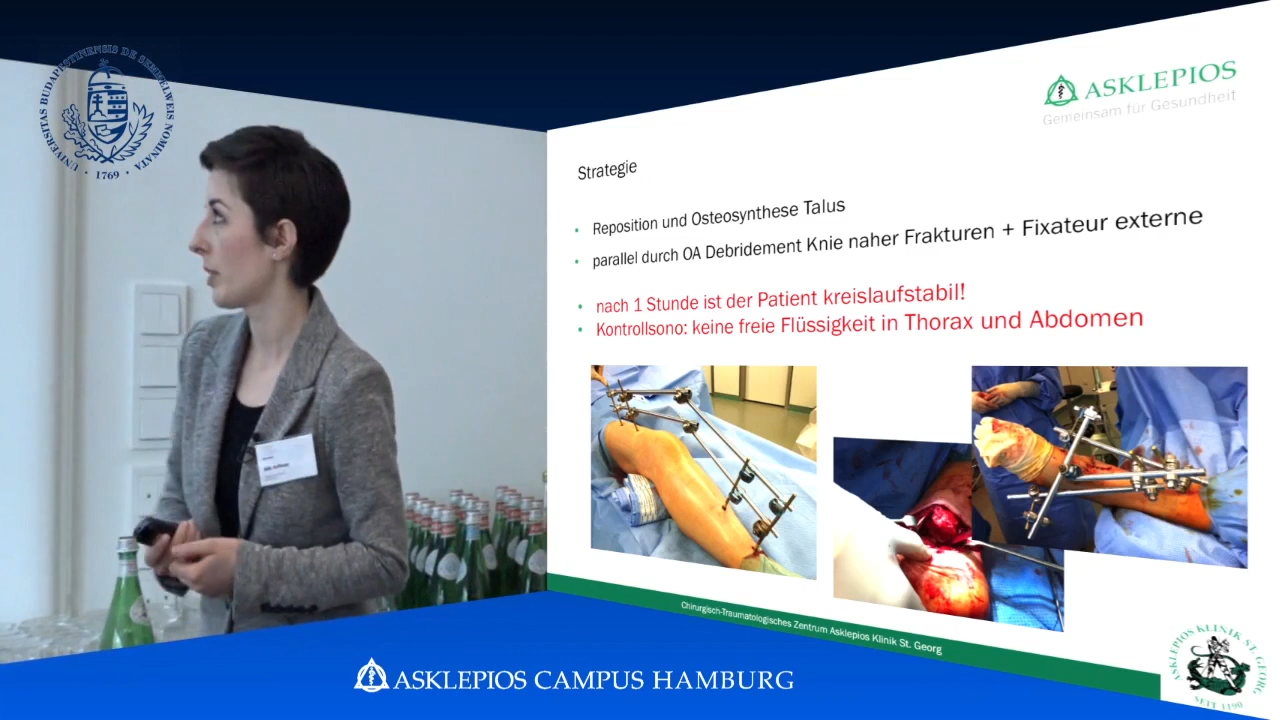 UNIVERSITAS BUDAPESTINENSIS DE SEMMELWEIS NOMINATA
· 1769 ·
ASKLEPIOS
Gemeinsam für Gesundheit
Strategie
• Reposition und Osteosynthese Talus
• parallel durch OA Debridement Knie naher Frakturen + Fixateur externe
• nach 1 Stunde ist der Patient kreislaufstabil!
• Kontrollsono: keine freie Flüssigkeit in Thorax und Abdomen
Chirurgisch-Traumatologisches Zentrum Asklepios Klinik St. Georg
ASKLEPIOS KLINIK ST. GEORG
SEIT 1190
ASKLEPIOS CAMPUS HAMBURG